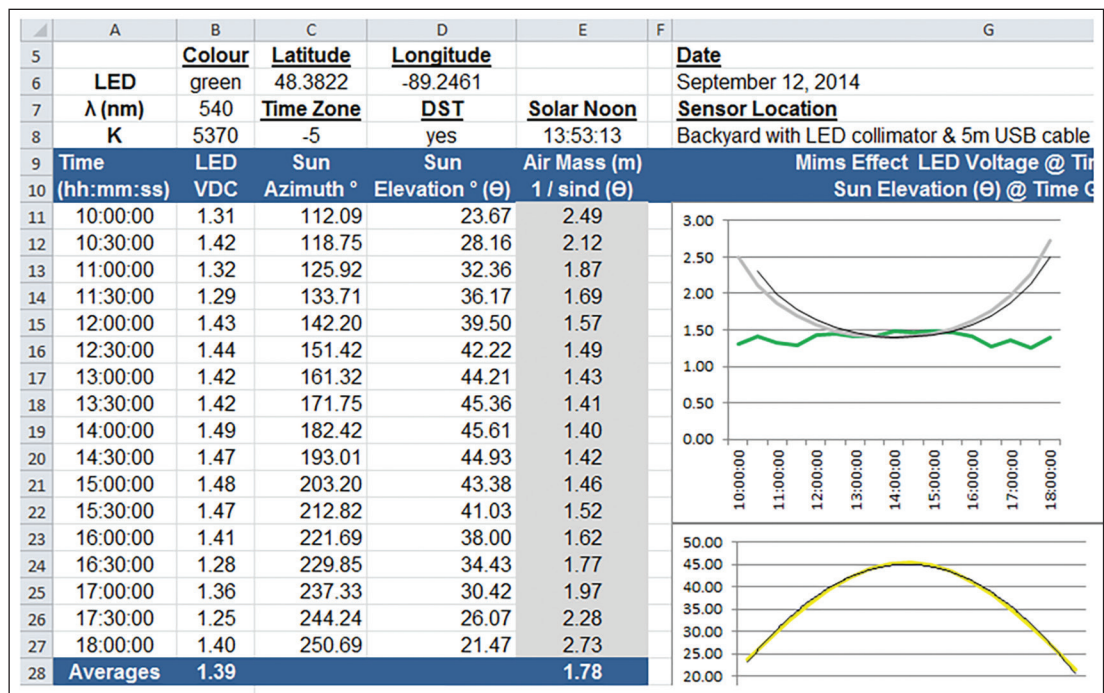 A B C D E F G
5 Colour Latitude Longitude Date
6 LED green 48.3822 -89.2461 September 12, 2014
7 λ (nm) 540 Time Zone DST Solar Noon Sensor Location
8 K 5370 -5 yes 13:53:13 Backyard with LED collimator & 5m USB cable
9 Time LED Sun Sun Air Mass (m) Mims Effect LED Voltage @
10 (hh:mm:ss) VDC Azimuth ° Elevation ° (Θ) 1 / sind (Θ) Sun Elevation (Θ) @ Time
11 10:00:00 1.31 112.09 23.67 2.49
12 10:30:00 1.42 118.75 28.16 2.12
13 11:00:00 1.32 125.92 32.36 1.87
14 11:30:00 1.29 133.71 36.17 1.69
15 12:00:00 1.43 142.20 39.50 1.57
16 12:30:00 1.44 151.42 42.22 1.49
17 13:00:00 1.42 161.32 44.21 1.43
18 13:30:00 1.42 171.75 45.36 1.41
19 14:00:00 1.49 182.42 45.61 1.40
20 14:30:00 1.47 193.01 44.93 1.42
21 15:00:00 1.48 203.20 43.38 1.46
22 15:30:00 1.47 212.82 41.03 1.52
23 16:00:00 1.41 221.69 38.00 1.62
24 16:30:00 1.28 229.85 34.43 1.77
25 17:00:00 1.36 237.33 30.42 1.97
26 17:30:00 1.25 244.24 26.07 2.28
27 18:00:00 1.40 250.69 21.47 2.73
28 Averages 1.39 1.78
3.00
2.50
2.00
1.50
1.00
0.50
0.00
10:00:00 11:00:00 12:00:00 13:00:00 14:00:00 15:00:00 16:00:00 17:00:00 18:00:00
50.00
45.00
40.00
35.00
30.00
25.00
20.00